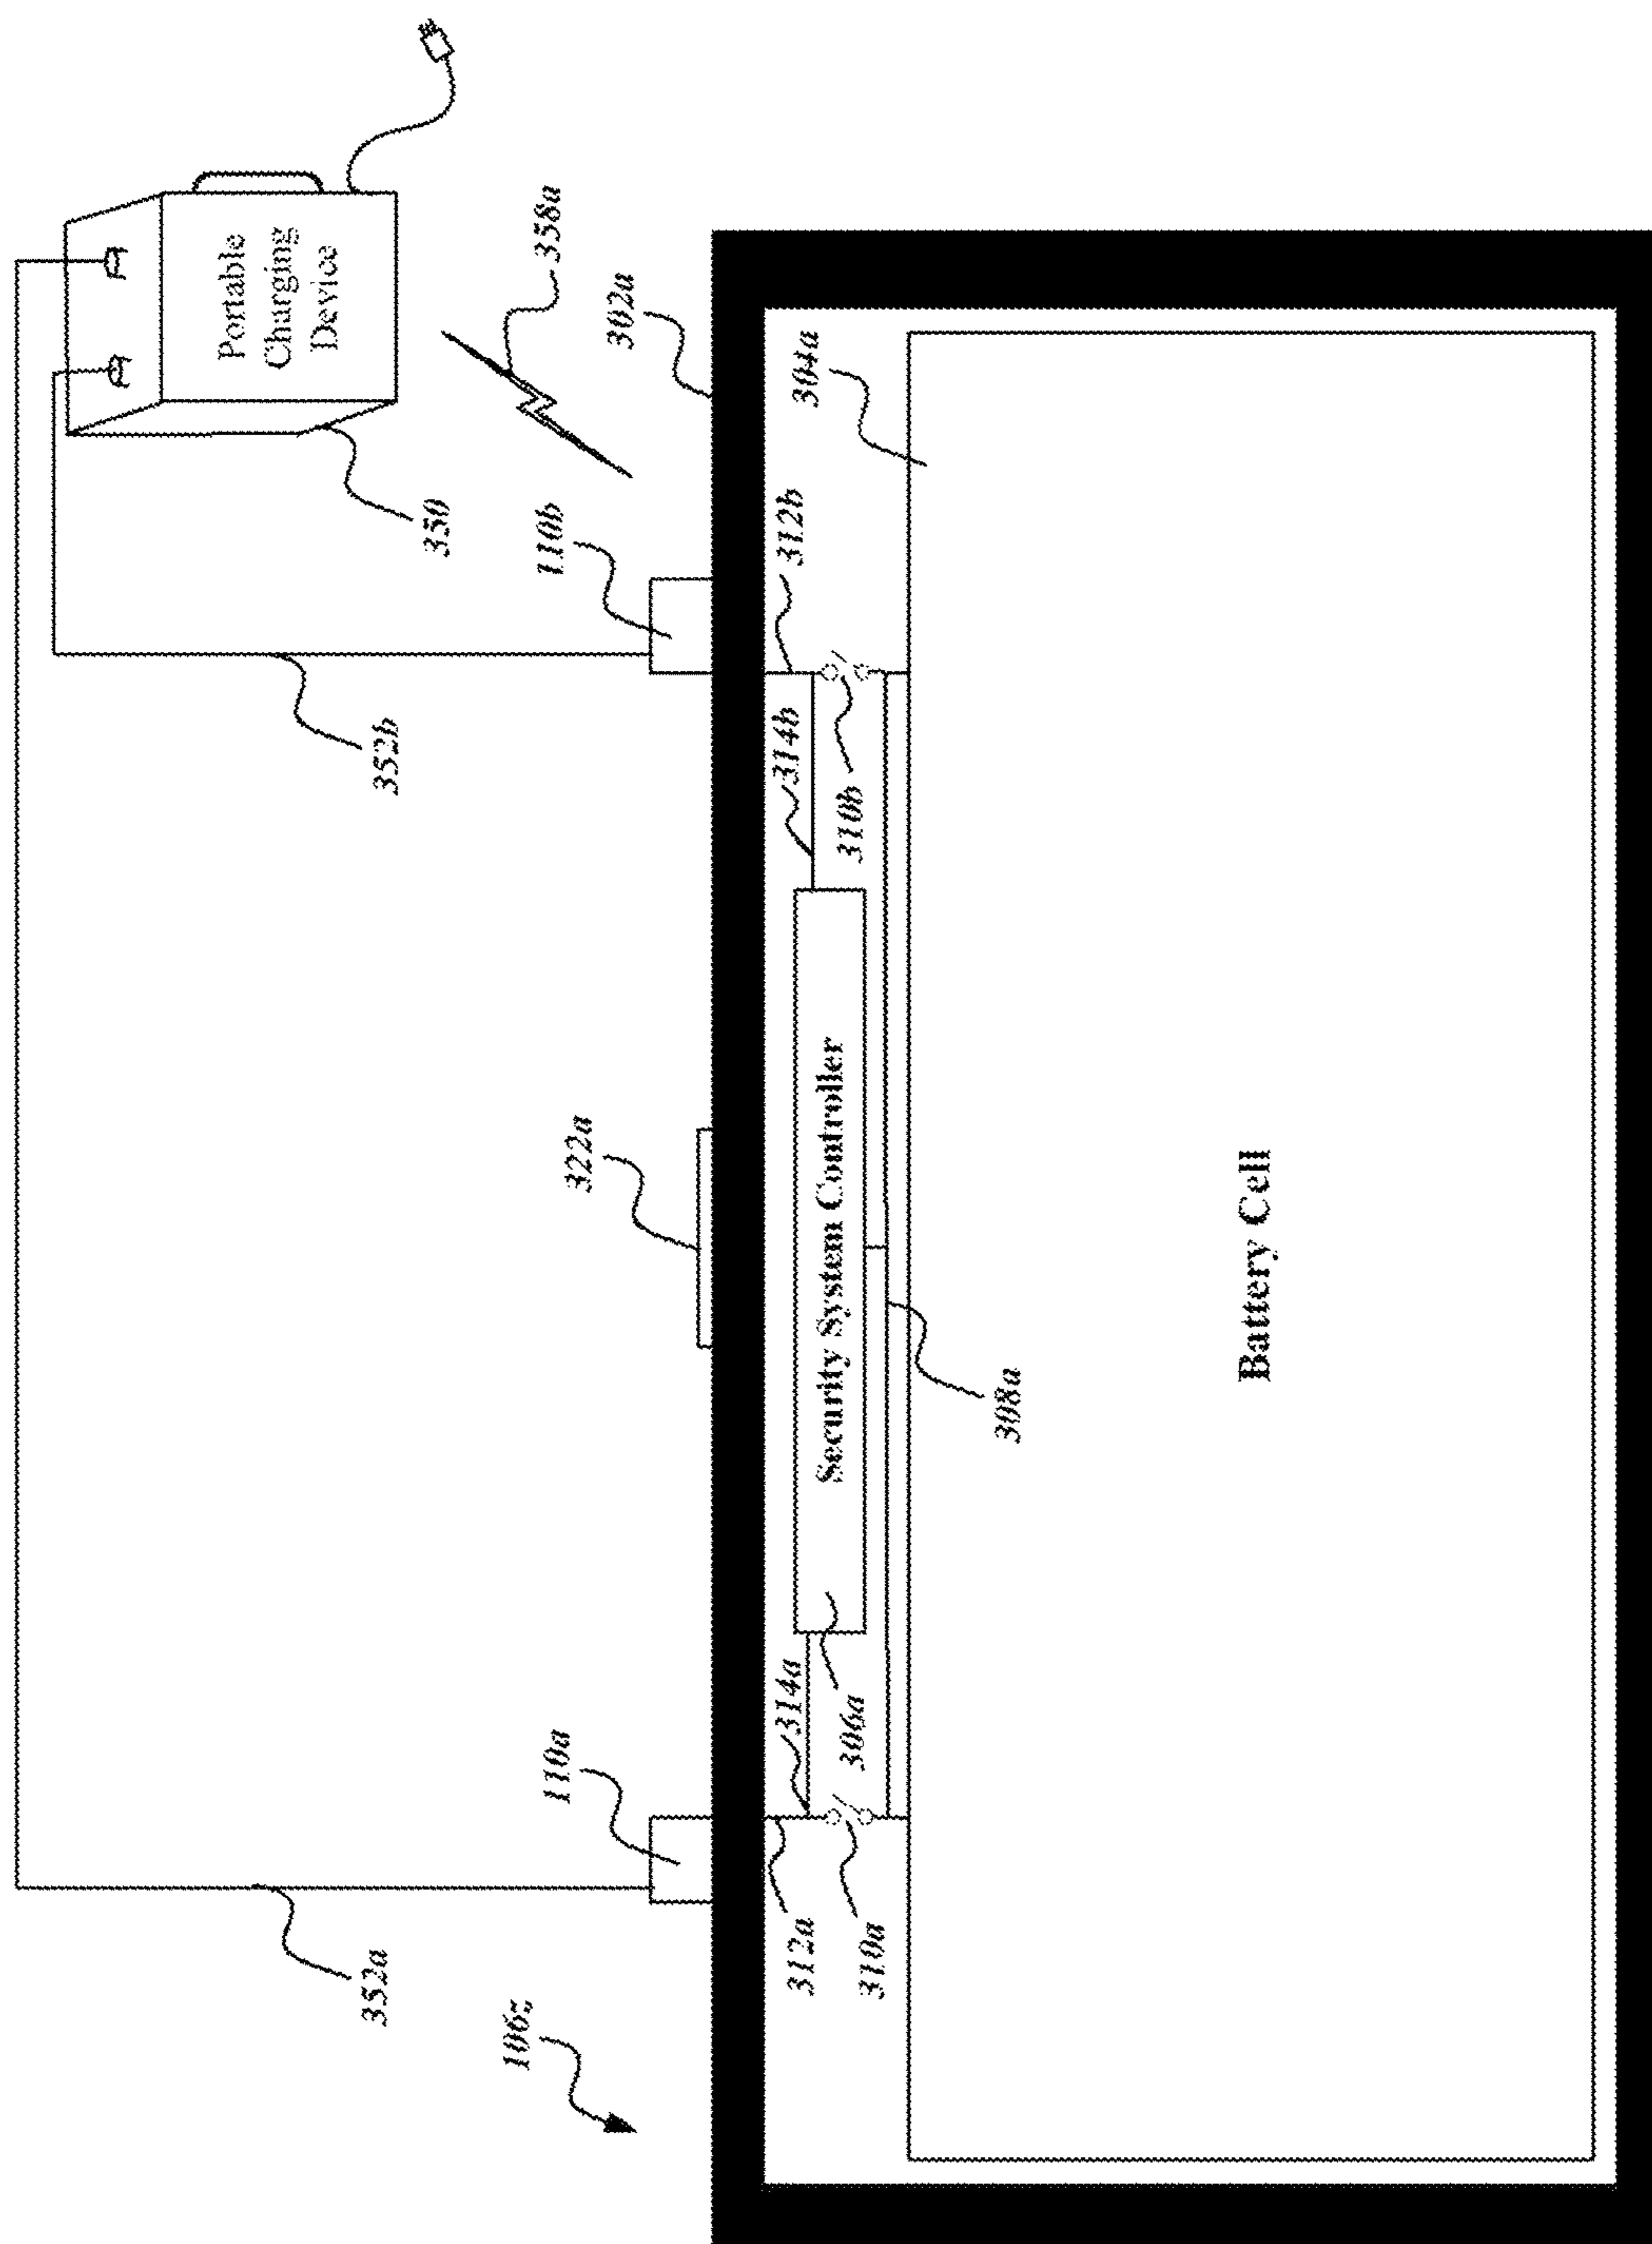 Portable
Charging
Device
358a
302a
350
110b
304a
312b
352b
314b
310b
322a
Security System Controller
Battery Cell
308a
110a
314a
306a
352a
312a
310a
106z